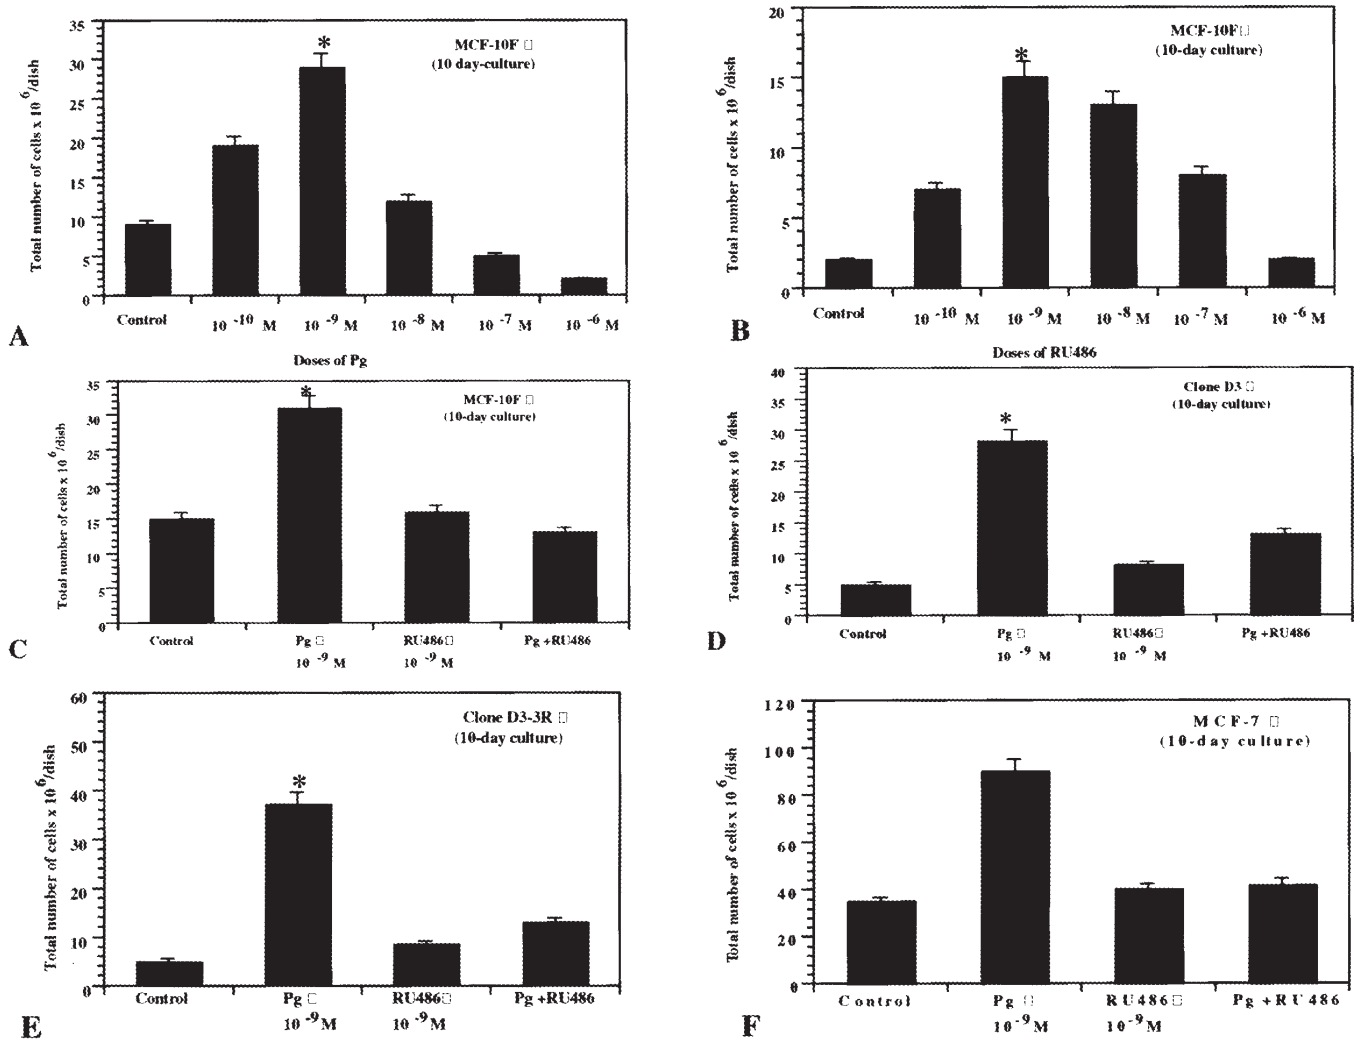 35
30
25
20
15
10
5
0
Total number of cells x 10 6/dish
MCF-10F □
(10 day-culture)
*
Control 10 -10 M 10 -9 M 10 -8 M 10 -7 M 10 -6 M
A
Doses of Pg
20
15
10
5
0
Total number of cells x 10 6/dish
MCF-10F□
(10-day culture)
*
Control 10 -10 M 10 -9 M 10 -8 M 10 -7 M 10 -6 M
B
Doses of RU486
35
30
25
20
15
10
5
0
Total number of cells x 10 6/dish
MCF-10F □
(10-day culture)
*
Control Pg □ RU486□ Pg +RU486
10 -9 M 10 -9 M
C
40
35
30
25
20
15
10
5
0
Total number of cells x 10 6/dish
Clone D3 □
(10-day culture)
*
Control Pg □ RU486□ Pg +RU486
10 -9 M 10 -9 M
D
60
50
40
30
20
10
0
Total number of cells x 10 6/dish
Clone D3-3R □
(10-day culture)
*
Control Pg □ RU486□ Pg +RU486
10 -9 M 10 -9 M
E
120
100
80
60
40
20
0
Total number of cells x 10 6/dish
MCF-7 □
(10-day culture)
Control Pg □ RU486□ Pg +RU486
10 -9 M 10 -9 M
F